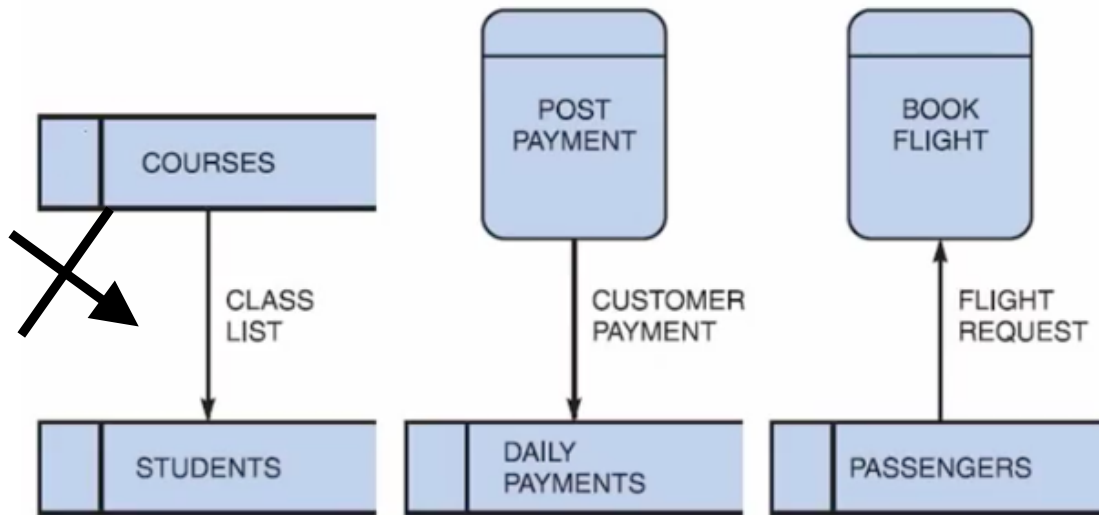 COURSES
CLASS
LIST
STUDENTS
POST
PAYMENT
CUSTOMER
PAYMENT
DAILY
PAYMENTS
BOOK
FLIGHT
FLIGHT
REQUEST
PASSENGERS